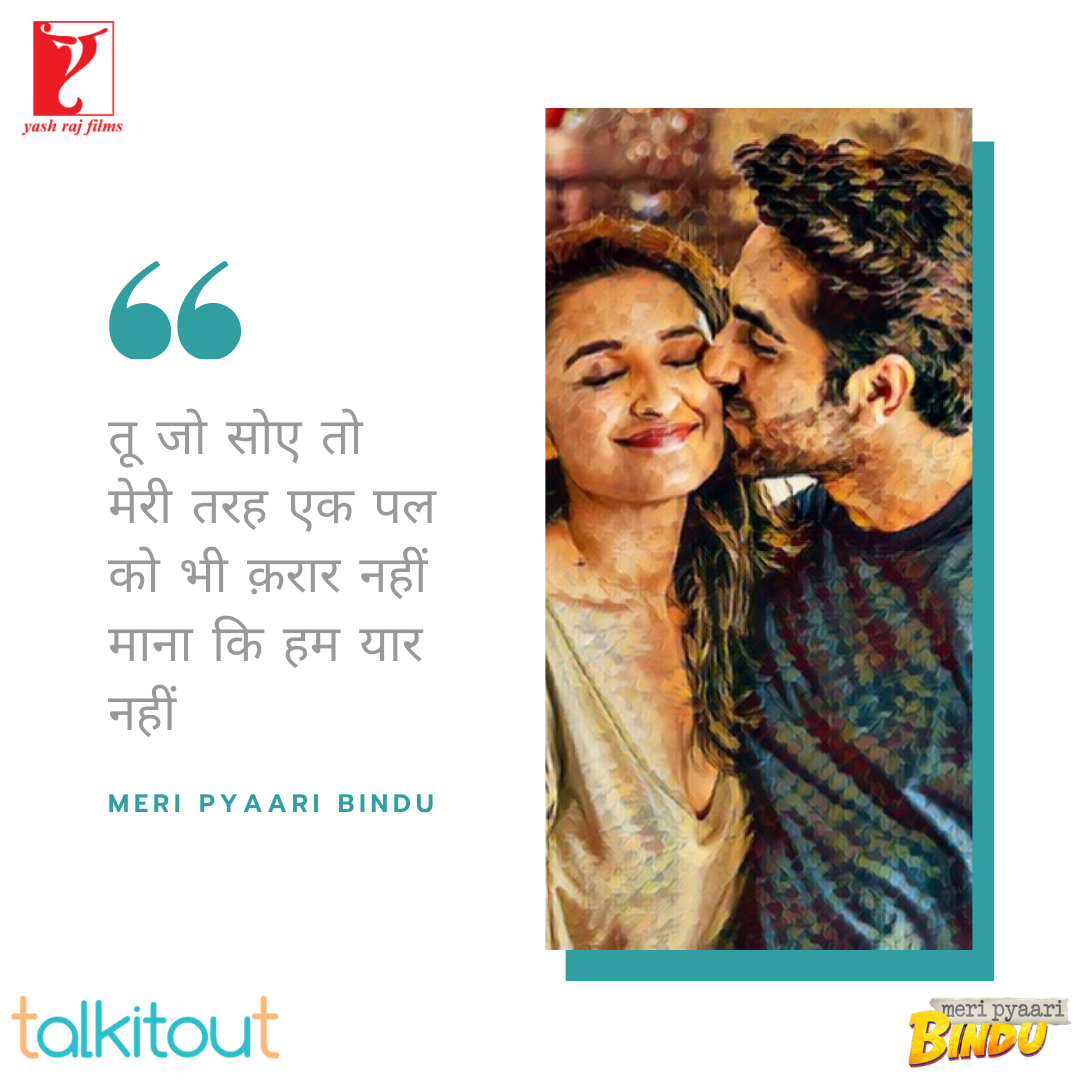 yash raj films
तू जो सोए तो
मेरी तरह एक पल
को भी क़रार नहीं
माना कि हम यार
नहीं
MERI PYAARI BINDU
talkitout
meri pyaari
BINDU